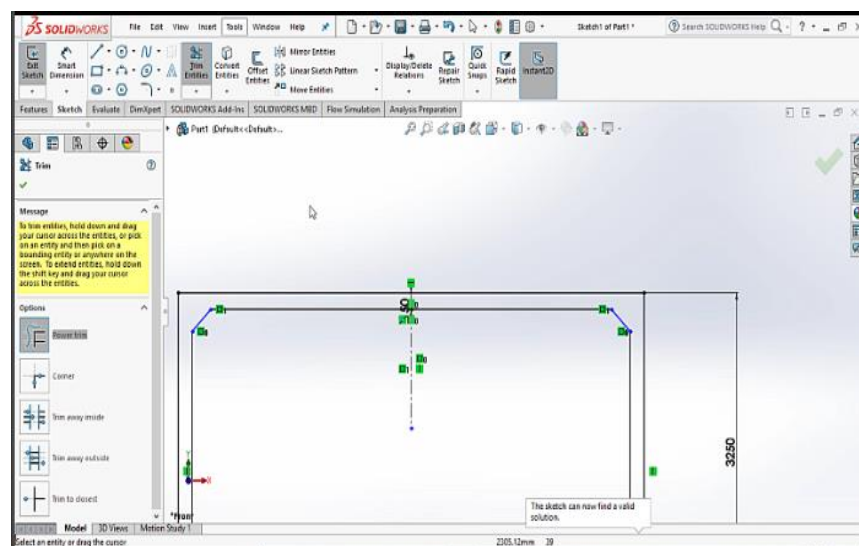 SOLIDWORKS File Edit View Insert Tools Window Help Sketch1 of Part1 * Search SOLIDWORKS Help
Exit Sketch
Smart Dimension
Trim Entities
Convert Entities
Offset Entities
Mirror Entities
Linear Sketch Pattern
Move Entities
Display/Delete Relations
Repair Sketch
Quick Snaps
Rapid Sketch
Instant2D
Features Sketch Evaluate DimXpert SOLIDWORKS Add-Ins SOLIDWORKS MBD Flow Simulation Analysis Preparation
Part1 (Default<<Default>...
Trim
Message
To trim entities, hold down and drag
your cursor across the entities, or pick
on an entity and then pick on a
bounding entity or anywhere on the
screen. To extend entities, hold down
the shift key and drag your cursor
across the entities.
Options
Power trim
Corner
Trim away inside
Trim away outside
Trim to closest
50
3250
Y
*Front
The sketch can now find a valid
solution.
Model 3D Views Motion Study 1
Select an entity or drag the cursor
2305.12mm